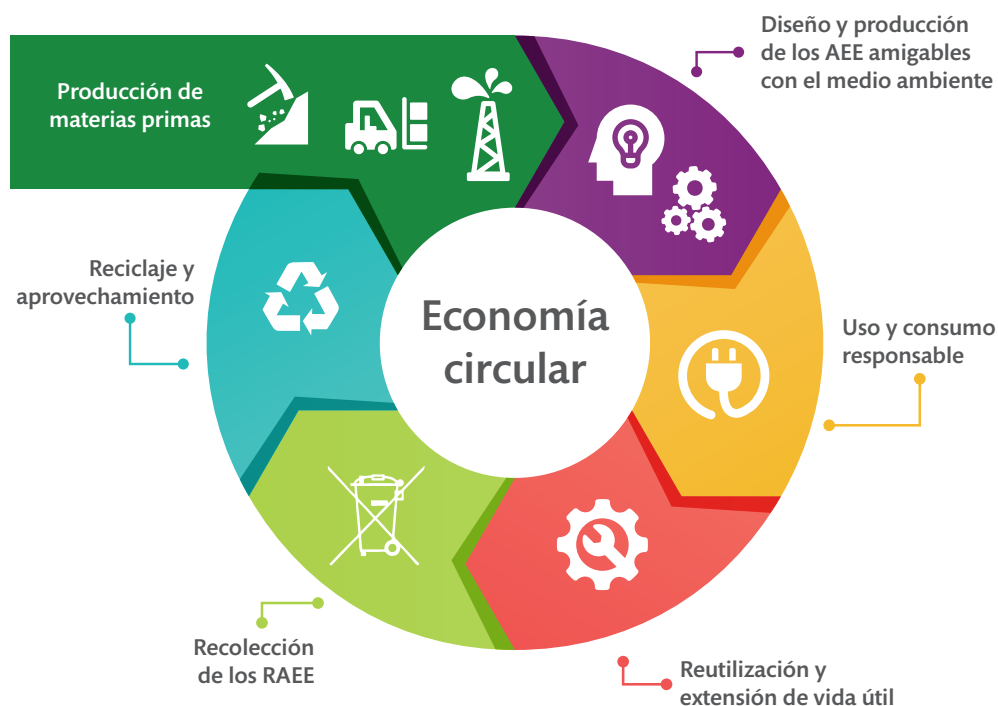 Producción de
materias primas
Diseño y producción
de los AEE amigables
con el medio ambiente
Uso y consumo
responsable
Reutilización y
extensión de vida útil
Recolección
de los RAEE
Reciclaje y
aprovechamiento
Economía
circular